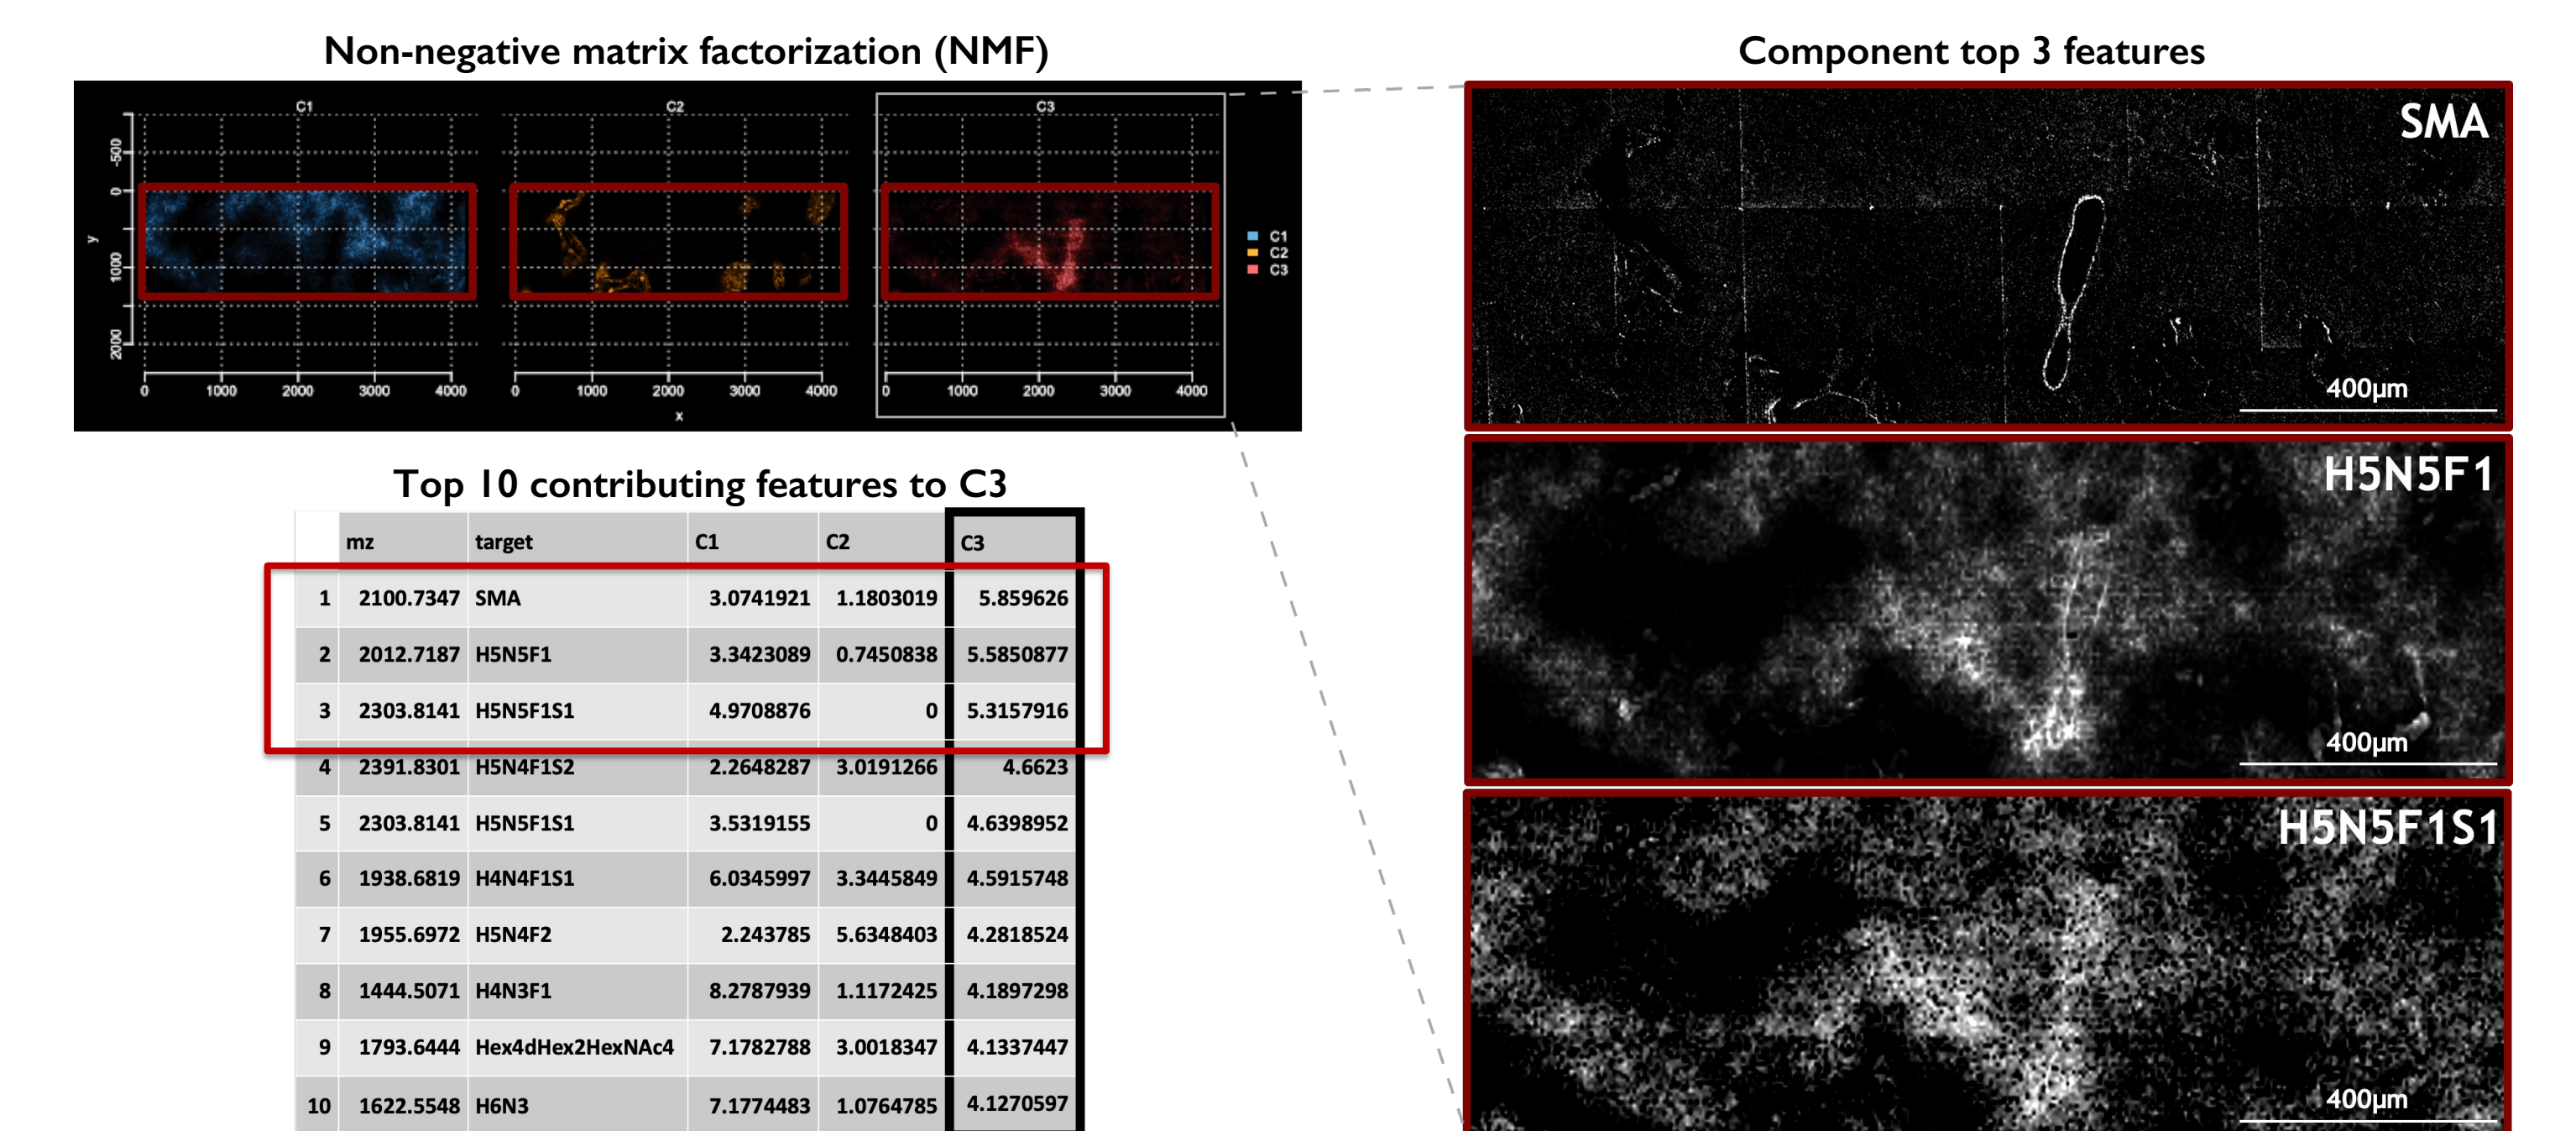 Non-negative matrix factorization (NMF)
C1 C2 C3
-500
0
1000
2000
y
0 1000 2000 3000 4000 0 1000 2000 3000 4000 0 1000 2000 3000 4000
x
C1
C2
C3
Top 10 contributing features to C3
mz target C1 C2 C3
1 2100.7347 SMA 3.0741921 1.1803019 5.859626
2 2012.7187 H5N5F1 3.3423089 0.7450838 5.5850877
3 2303.8141 H5N5F1S1 4.9708876 0 5.3157916
4 2391.8301 H5N4F1S2 2.2648287 3.0191266 4.6623
5 2303.8141 H5N5F1S1 3.5319155 0 4.6398952
6 1938.6819 H4N4F1S1 6.0345997 3.3445849 4.5915748
7 1955.6972 H5N4F2 2.243785 5.6348403 4.2818524
8 1444.5071 H4N3F1 8.2787939 1.1172425 4.1897298
9 1793.6444 Hex4dHex2HexNAc4 7.1782788 3.0018347 4.1337447
10 1622.5548 H6N3 7.1774483 1.0764785 4.1270597
Component top 3 features
SMA
400µm
H5N5F1
400µm
H5N5F1S1
400µm